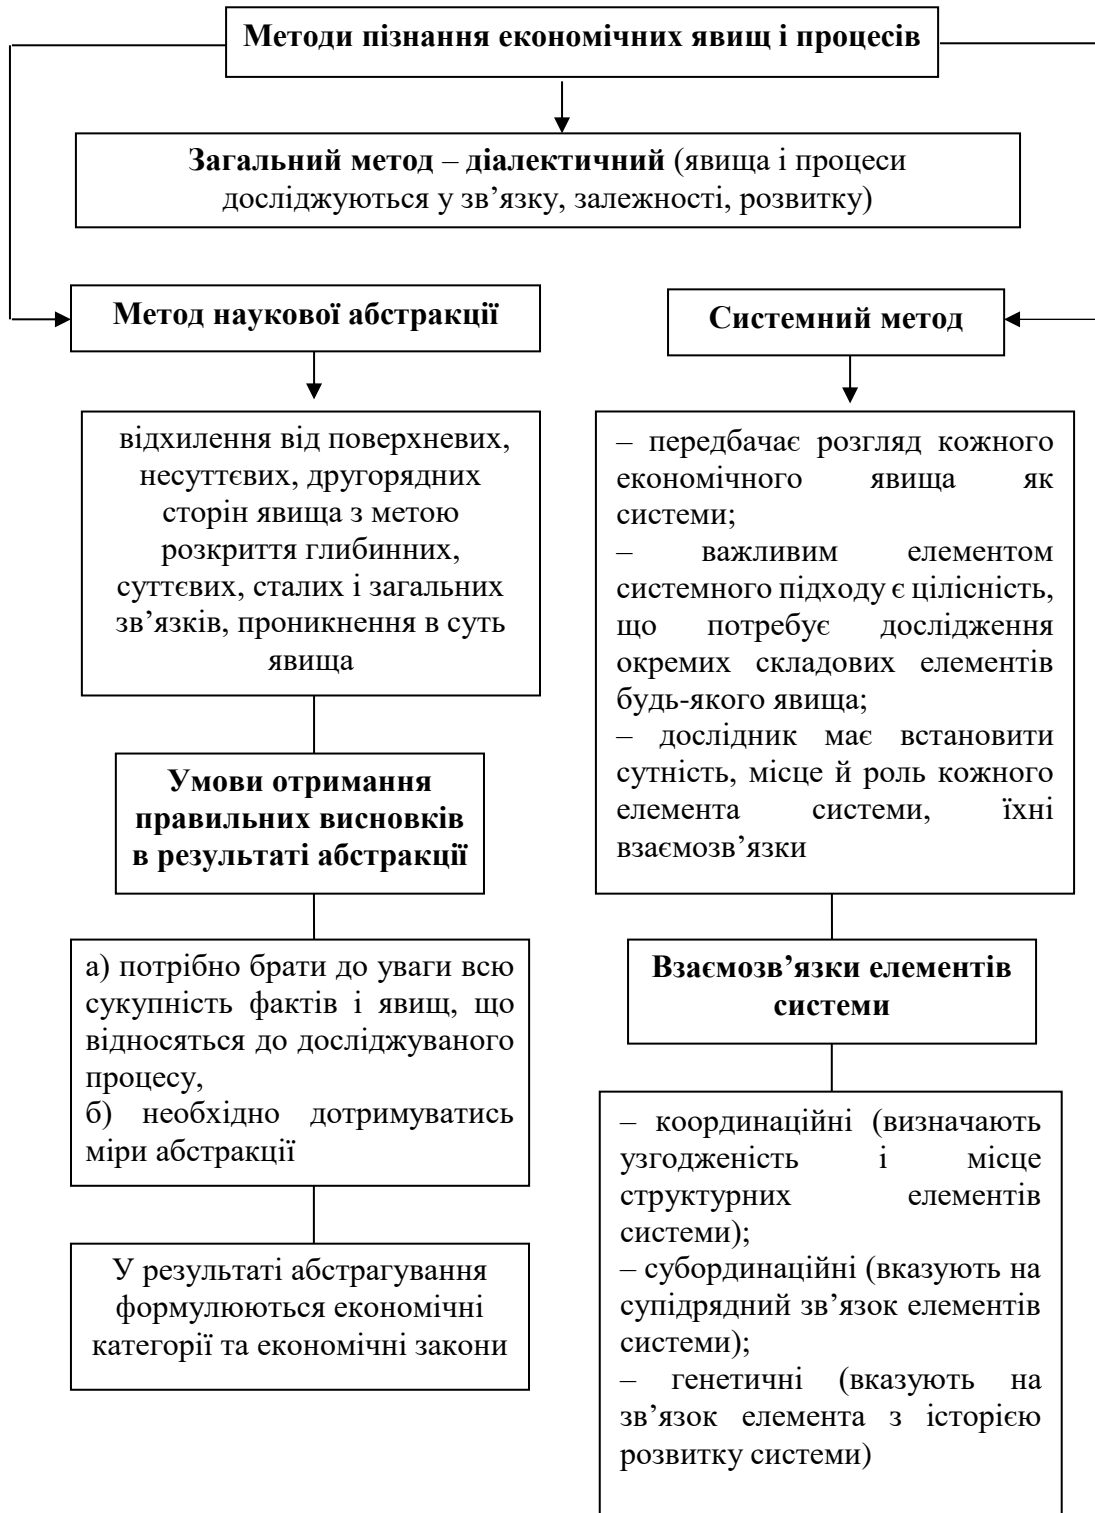 Методи пізнання економічних явищ і процесів
Загальний метод – діалектичний (явища і процеси
досліджуються у зв’язку, залежності, розвитку)
Метод наукової абстракції
відхилення від поверхневих,
несуттєвих, другорядних
сторін явища з метою
розкриття глибинних,
суттєвих, сталих і загальних
зв’язків, проникнення в суть
явища
Умови отримання
правильних висновків
в результаті абстракції
а) потрібно брати до уваги всю
сукупність фактів і явищ, що
відносяться до досліджуваного
процесу,
б) необхідно дотримуватись
міри абстракції
У результаті абстрагування
формулюються економічні
категорії та економічні закони
Системний метод
– передбачає розгляд кожного
економічного явища як
системи;
– важливим елементом
системного підходу є цілісність,
що потребує дослідження
окремих складових елементів
будь-якого явища;
– дослідник має встановити
сутність, місце й роль кожного
елемента системи, їхні
взаємозв’язки
Взаємозв’язки елементів
системи
– координаційні (визначають
узгодженість і місце
структурних елементів
системи);
– субординаційні (вказують на
супідрядний зв’язок елементів
системи);
– генетичні (вказують на
зв’язок елемента з історією
розвитку системи)